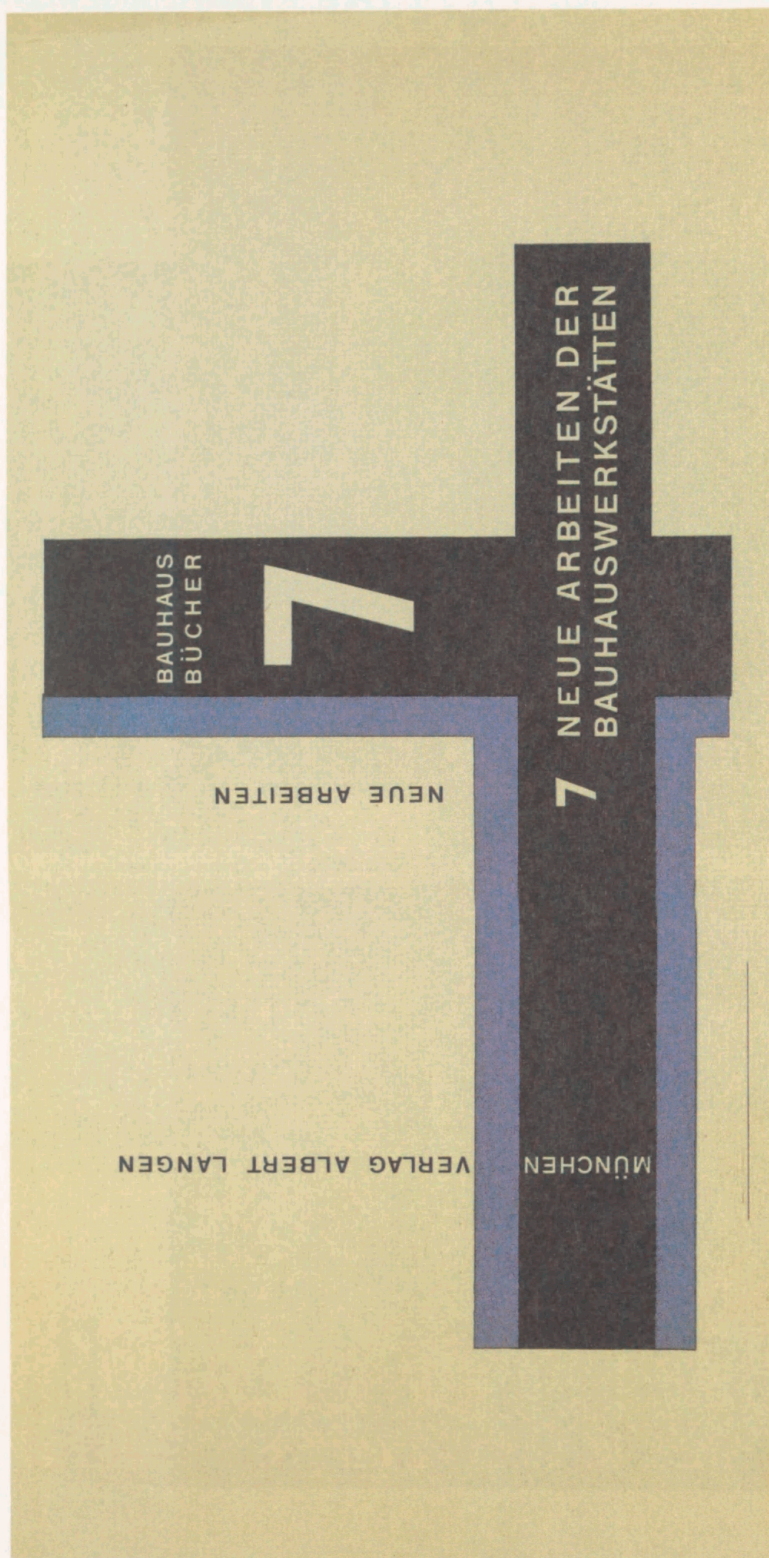 BAUHAUS
BÜCHER
7
7 NEUE ARBEITEN DER
BAUHAUSWERKSTÄTTEN
NEUE ARBEITEN
VERLAG ALBERT LANGEN MÜNCHEN